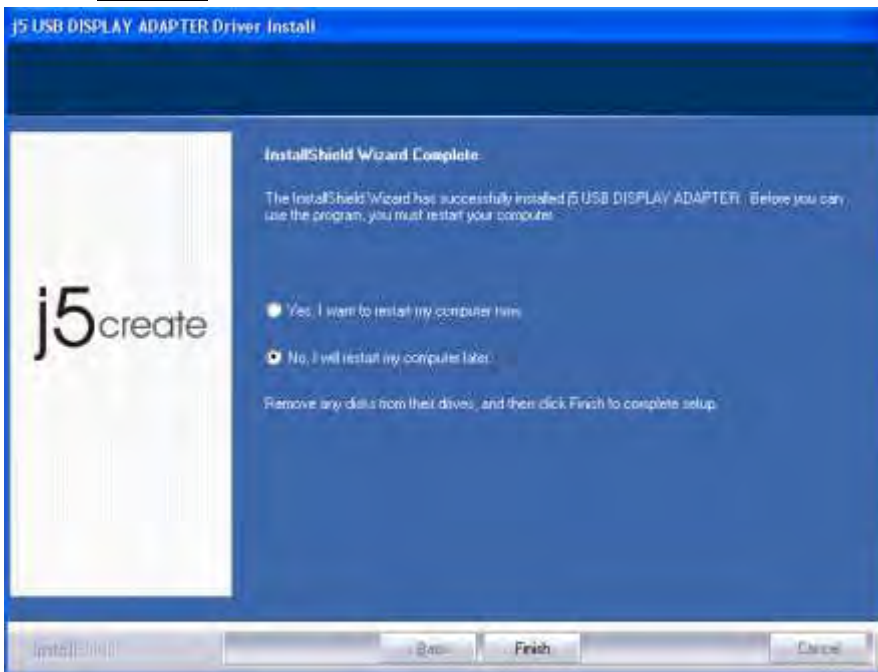 j5 USB DISPLAY ADAPTER Driver Install
InstallShield Wizard Complete
The InstallShield Wizard has successfully installed j5 USB DISPLAY ADAPTER. Before you can
use the program, you must restart your computer.
j5create
Yes, I want to restart my computer now.
No, I will restart my computer later.
Remove any disks from their drives, and then click Finish to complete setup.
InstallShield
< Back
Finish
Cancel